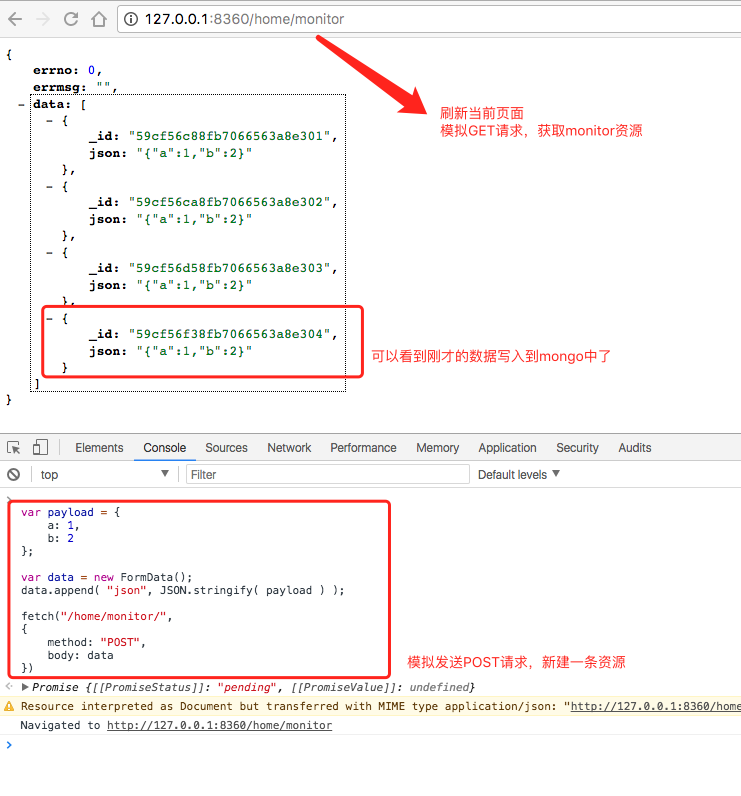 127.0.0.1:8360/home/monitor
{
errno: 0,
errmsg: "",
data: [
{
_id: "59cf56c88fb7066563a8e301",
json: "{"a":1,"b":2}"
},
{
_id: "59cf56ca8fb7066563a8e302",
json: "{"a":1,"b":2}"
},
{
_id: "59cf56d58fb7066563a8e303",
json: "{"a":1,"b":2}"
},
{
_id: "59cf56f38fb7066563a8e304",
json: "{"a":1,"b":2}"
}
]
}
刷新当前页面
模拟GET请求，获取monitor资源
可以看到刚才的数据写入到mongo中了
Elements Console Sources Network Performance Memory Application Security Audits
top Filter Default levels
var payload = {
a: 1,
b: 2
};
var data = new FormData();
data.append( "json", JSON.stringify( payload ) );
fetch("/home/monitor/",
{
method: "POST",
body: data
})
模拟发送POST请求，新建一条资源
Promise {[[PromiseStatus]]: "pending", [[PromiseValue]]: undefined}
Resource interpreted as Document but transferred with MIME type application/json: "http://127.0.0.1:8360/home
Navigated to http://127.0.0.1:8360/home/monitor